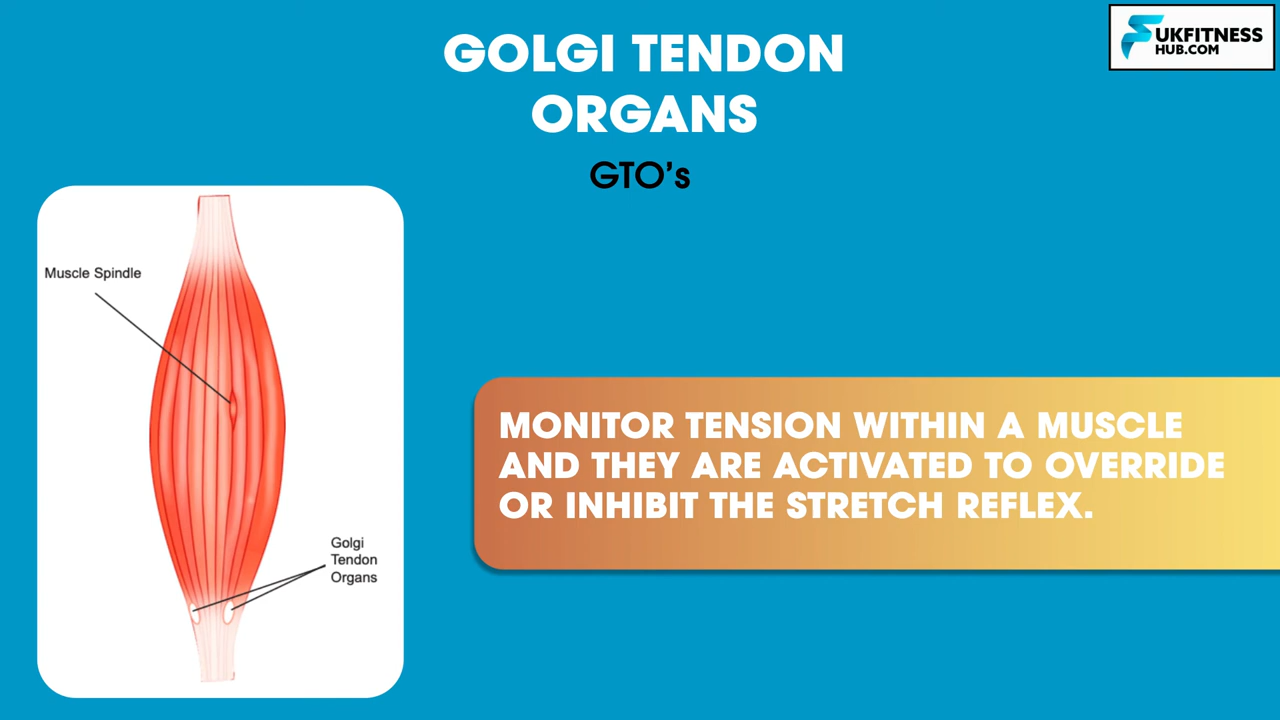 GOLGI TENDON
ORGANS
GTO's
UKFITNESS
HUB.COM
Muscle Spindle
Golgi
Tendon
Organs
MONITOR TENSION WITHIN A MUSCLE
AND THEY ARE ACTIVATED TO OVERRIDE
OR INHIBIT THE STRETCH REFLEX.